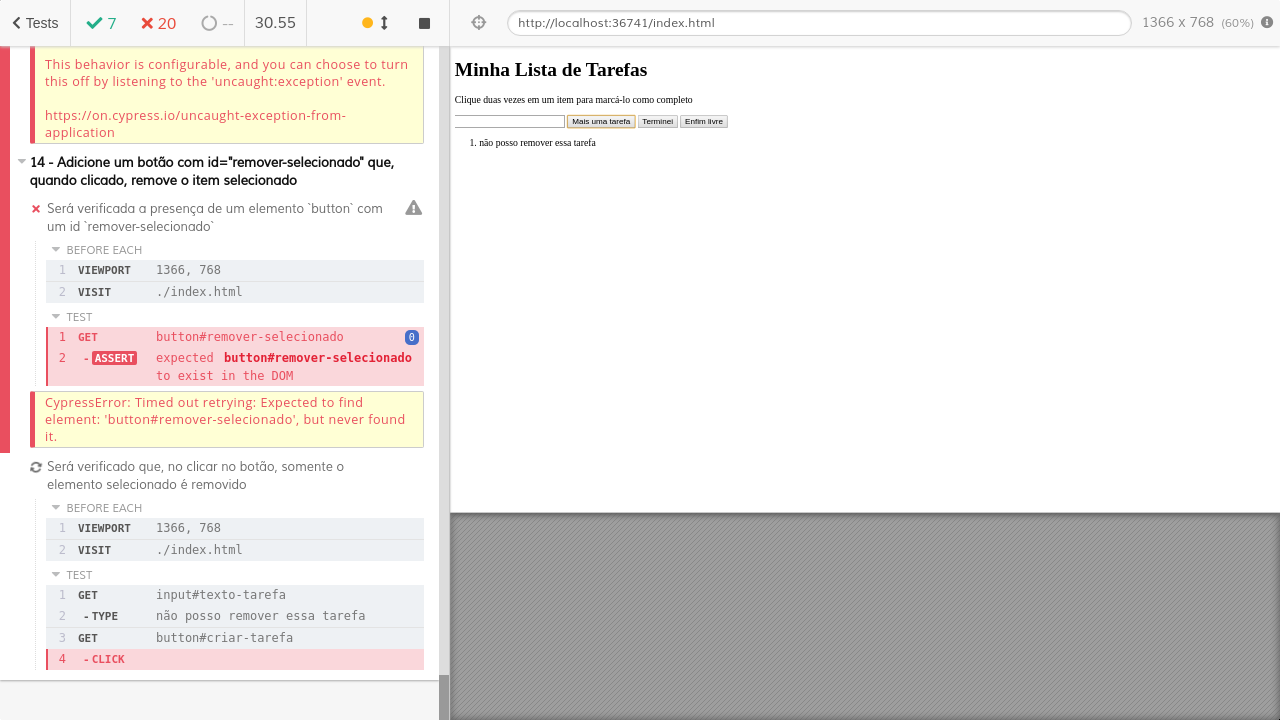 Tests
7
20
--
30.55
http://localhost:36741/index.html
1366 x 768 (60%)
This behavior is configurable, and you can choose to turn
this off by listening to the 'uncaught:exception' event.
https://on.cypress.io/uncaught-exception-from-
application
14 - Adicione um botão com id="remover-selecionado" que,
quando clicado, remove o item selecionado
Será verificada a presença de um elemento `button` com
um id `remover-selecionado`
BEFORE EACH
1 VIEWPORT 1366, 768
2 VISIT ./index.html
TEST
1 GET button#remover-selecionado 0
2 -ASSERT expected button#remover-selecionado
to exist in the DOM
CypressError: Timed out retrying: Expected to find
element: 'button#remover-selecionado', but never found
it.
Será verificado que, no clicar no botão, somente o
elemento selecionado é removido
BEFORE EACH
1 VIEWPORT 1366, 768
2 VISIT ./index.html
TEST
1 GET input#texto-tarefa
2 -TYPE não posso remover essa tarefa
3 GET button#criar-tarefa
4 -CLICK
Minha Lista de Tarefas
Clique duas vezes em um item para marcá-lo como completo
Mais uma tarefa Terminei Enfim livre
1. não posso remover essa tarefa